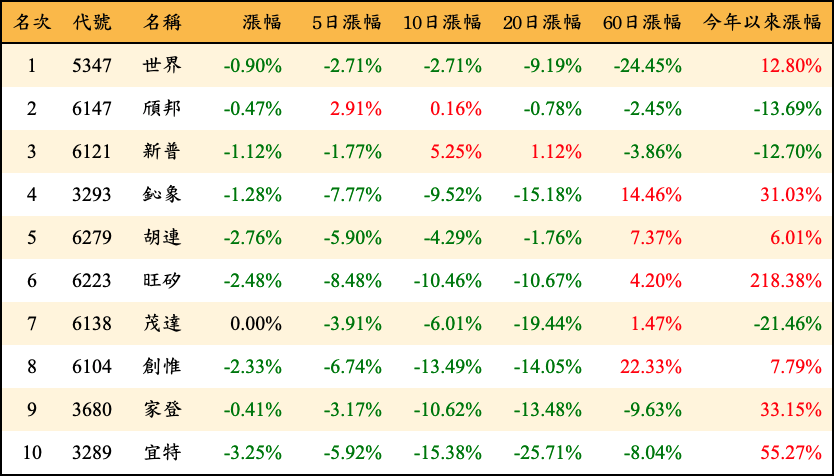 名次 代號 名稱 漲幅 5日漲幅 10日漲幅 20日漲幅 60日漲幅 今年以來漲幅
1 5347 世界 -0.90% -2.71% -2.71% -9.19% -24.45% 12.80%
2 6147 頎邦 -0.47% 2.91% 0.16% -0.78% -2.45% -13.69%
3 6121 新普 -1.12% -1.77% 5.25% 1.12% -3.86% -12.70%
4 3293 鈊象 -1.28% -7.77% -9.52% -15.18% 14.46% 31.03%
5 6279 胡連 -2.76% -5.90% -4.29% -1.76% 7.37% 6.01%
6 6223 旺矽 -2.48% -8.48% -10.46% -10.67% 4.20% 218.38%
7 6138 茂達 0.00% -3.91% -6.01% -19.44% 1.47% -21.46%
8 6104 創惟 -2.33% -6.74% -13.49% -14.05% 22.33% 7.79%
9 3680 家登 -0.41% -3.17% -10.62% -13.48% -9.63% 33.15%
10 3289 宜特 -3.25% -5.92% -15.38% -25.71% -8.04% 55.27%